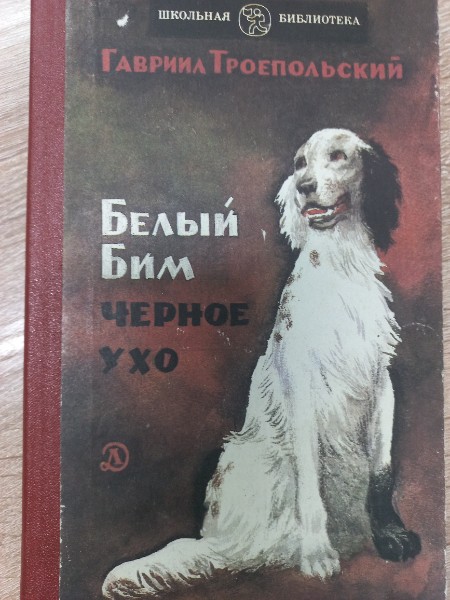 ШКОЛЬНАЯ БИБЛИОТЕКА
ГАВРИИЛ ТРОЕПОЛЬСКИЙ
БЕЛЫЙ
БИМ
ЧЕРНОЕ
УХО
Д